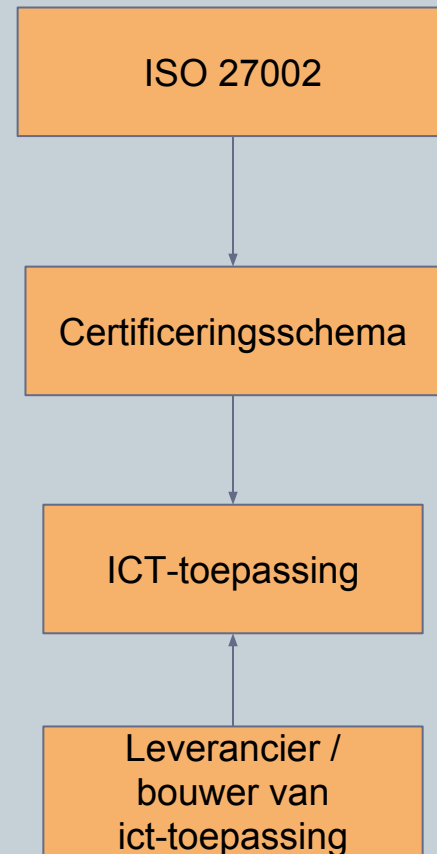 ISO 27002
Certificeringsschema
ICT-toepassing
Leverancier /
bouwer van
ict-toepassing